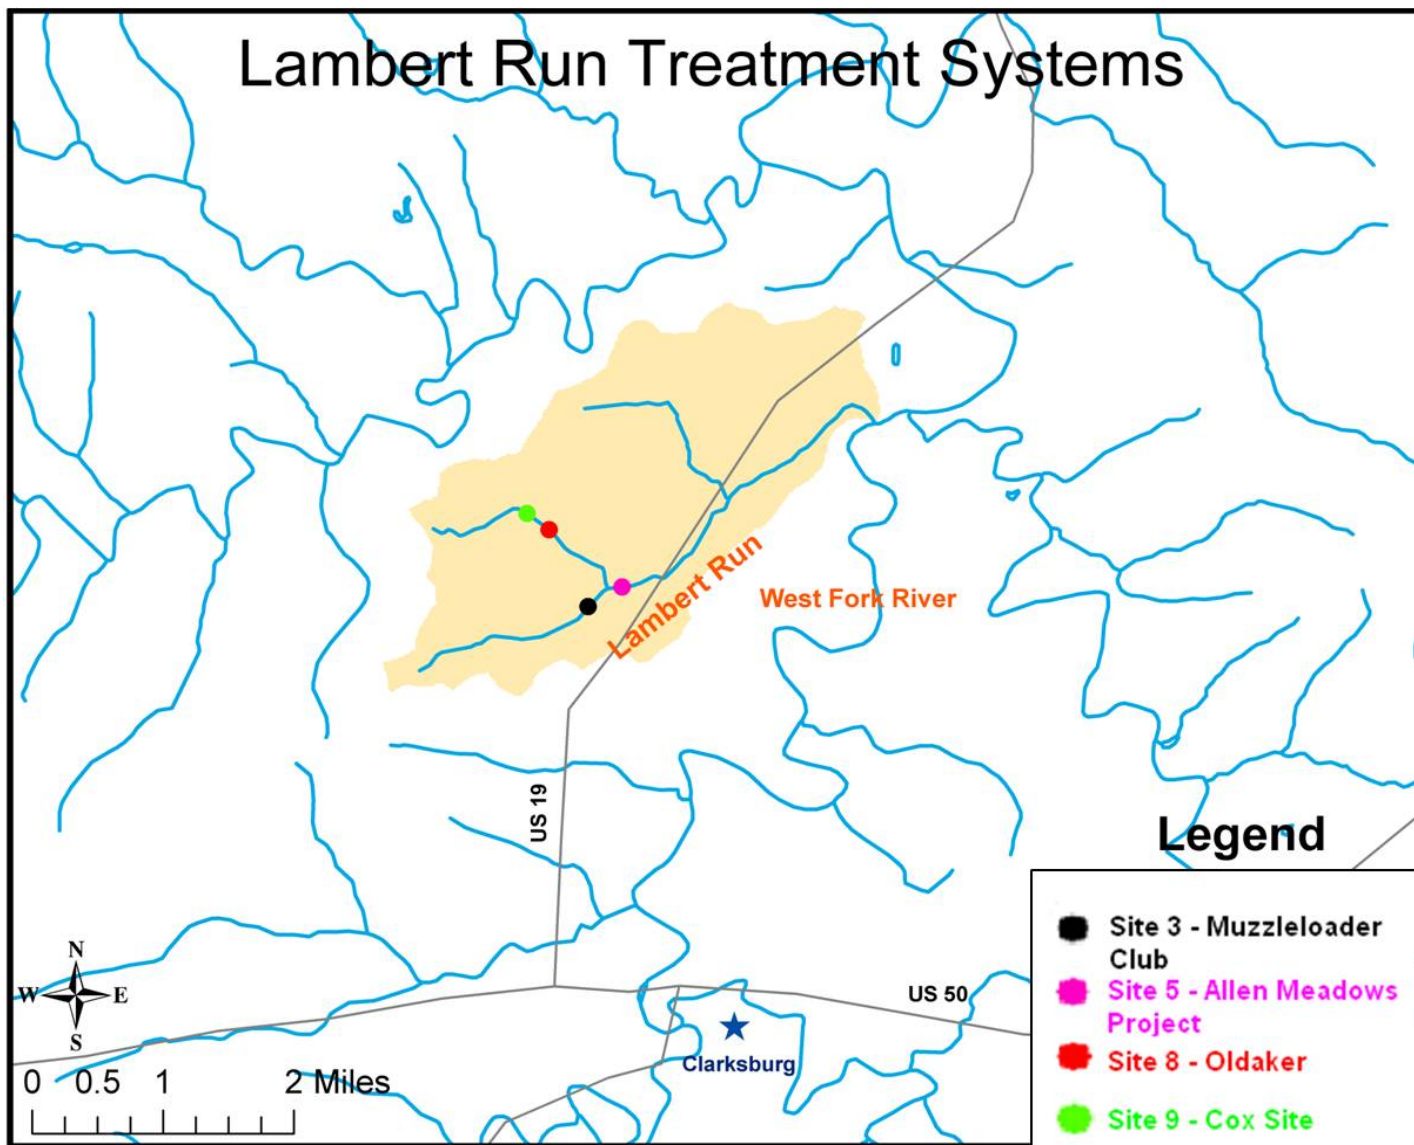 Lambert Run Treatment Systems
Lambert Run
West Fork River
US 19
US 50
Clarksburg
N
W E
S
0 0.5 1 2 Miles
Legend
Site 3 - Muzzleloader
Club
Site 5 - Allen Meadows
Project
Site 8 - Oldaker
Site 9 - Cox Site